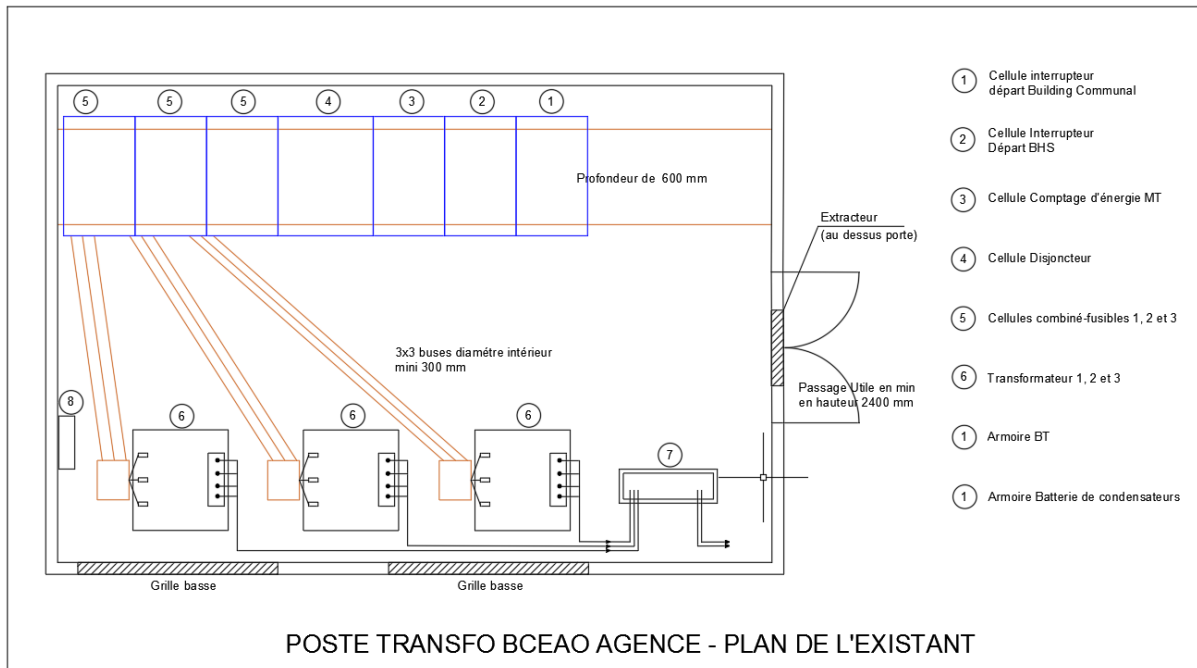 5
5
5
4
3
2
1
Profondeur de 600 mm
Extracteur
(au dessus porte)
3x3 buses diamétre intérieur
mini 300 mm
Passage Utile en min
en hauteur 2400 mm
8
6
6
6
7
Grille basse
Grille basse
1
Cellule interrupteur
départ Building Communal
2
Cellule Interrupteur
Départ BHS
3
Cellule Comptage d'énergie MT
4
Cellule Disjoncteur
5
Cellules combiné-fusibles 1, 2 et 3
6
Transformateur 1, 2 et 3
1
Armoire BT
1
Armoire Batterie de condensateurs
POSTE TRANSFO BCEAO AGENCE - PLAN DE L'EXISTANT